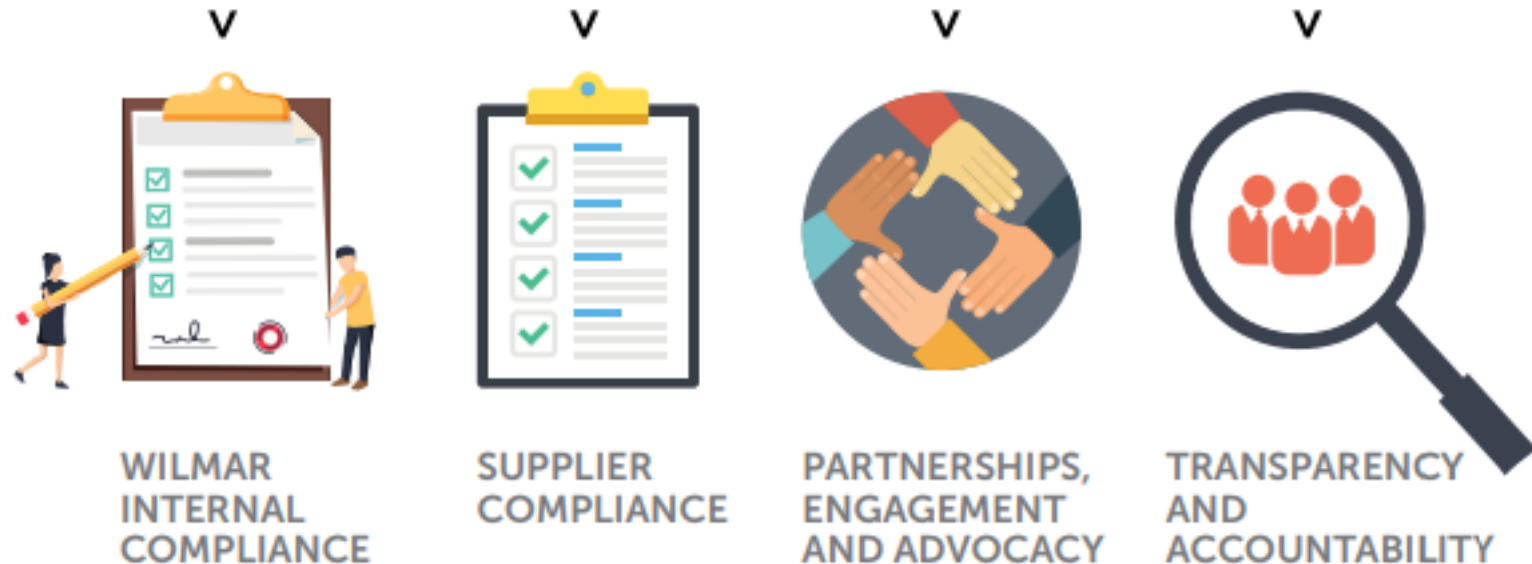 V V V V
WILMAR
INTERNAL
COMPLIANCE
SUPPLIER
COMPLIANCE
PARTNERSHIPS,
ENGAGEMENT
AND ADVOCACY
TRANSPARENCY
AND
ACCOUNTABILITY